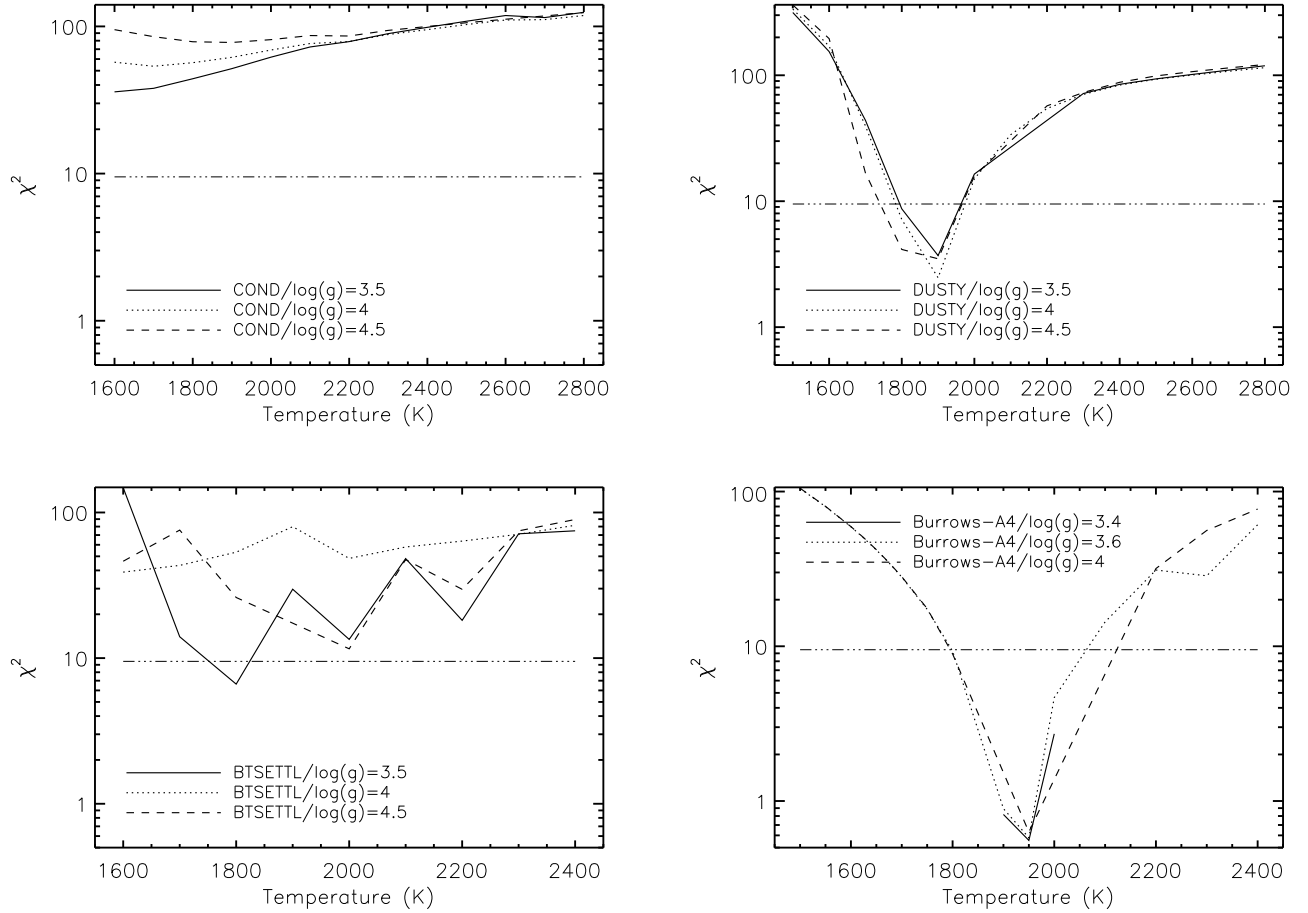 100
10
1
χ²
COND/log(g)=3.5
COND/log(g)=4
COND/log(g)=4.5
1600 1800 2000 2200 2400 2600 2800
Temperature (K)
100
10
1
χ²
DUSTY/log(g)=3.5
DUSTY/log(g)=4
DUSTY/log(g)=4.5
1600 1800 2000 2200 2400 2600 2800
Temperature (K)
100
10
1
χ²
BTSETTL/log(g)=3.5
BTSETTL/log(g)=4
BTSETTL/log(g)=4.5
1600 1800 2000 2200 2400
Temperature (K)
100
10
1
χ²
Burrows-A4/log(g)=3.4
Burrows-A4/log(g)=3.6
Burrows-A4/log(g)=4
1600 1800 2000 2200 2400
Temperature (K)